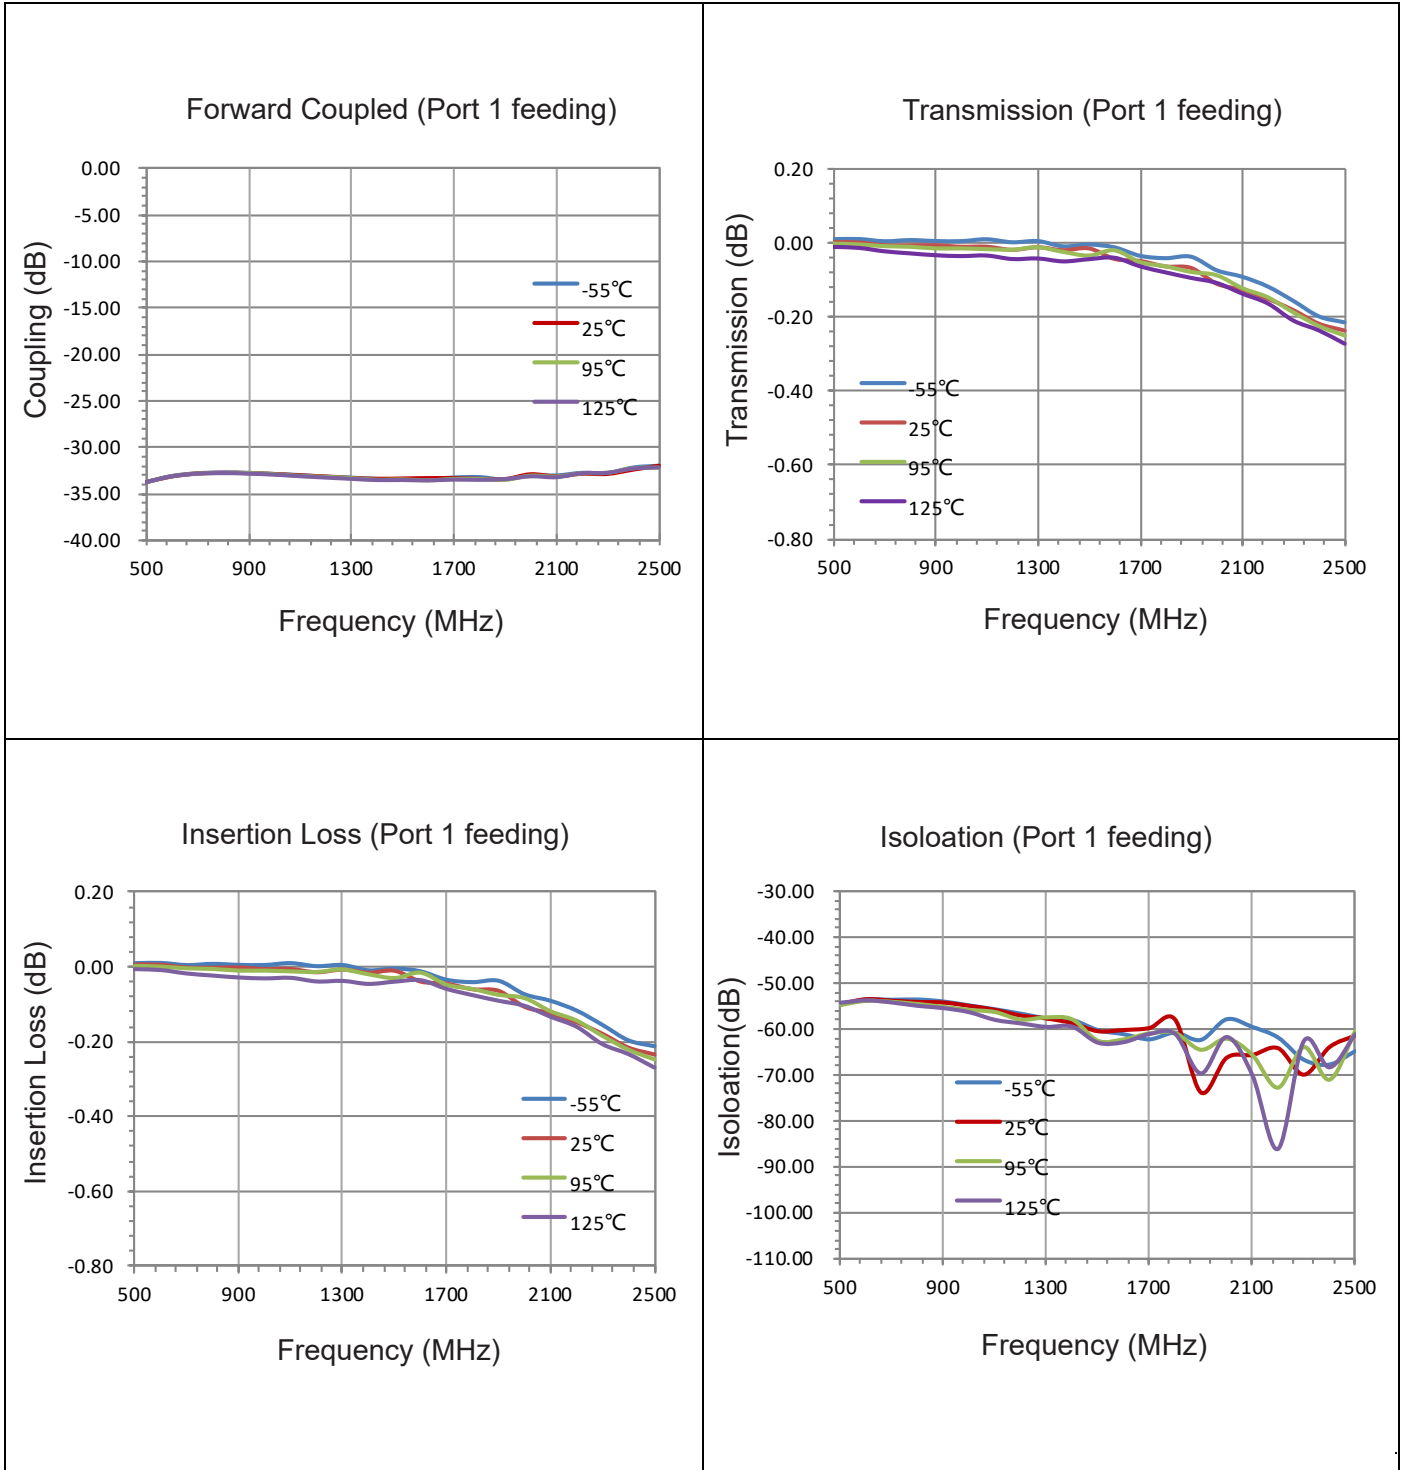 Forward Coupled (Port 1 feeding)
0.00
-5.00
-10.00
-15.00
-20.00
-25.00
-30.00
-35.00
-40.00
Coupling (dB)
-55℃
25℃
95℃
125℃
500 900 1300 1700 2100 2500
Frequency (MHz)
Transmission (Port 1 feeding)
0.20
0.00
-0.20
-0.40
-0.60
-0.80
Transmission (dB)
-55℃
25℃
95℃
125℃
500 900 1300 1700 2100 2500
Frequency (MHz)
Insertion Loss (Port 1 feeding)
0.20
0.00
-0.20
-0.40
-0.60
-0.80
Insertion Loss (dB)
-55℃
25℃
95℃
125℃
500 900 1300 1700 2100 2500
Frequency (MHz)
Isoloation (Port 1 feeding)
-30.00
-40.00
-50.00
-60.00
-70.00
-80.00
-90.00
-100.00
-110.00
Isoloation(dB)
-55℃
25℃
95℃
125℃
500 900 1300 1700 2100 2500
Frequency (MHz)